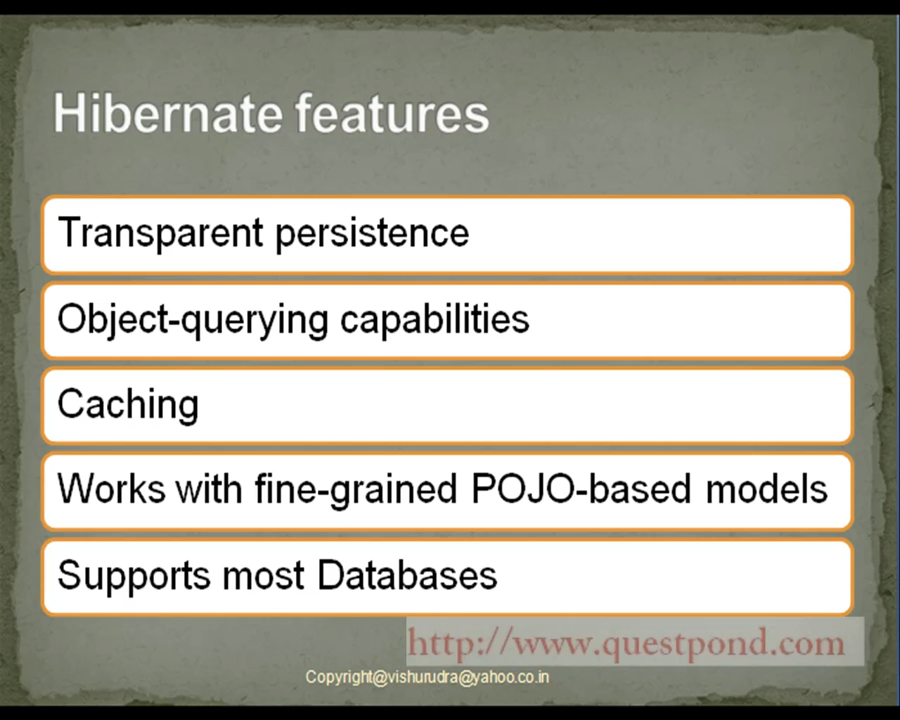 Hibernate features
Transparent persistence
Object-querying capabilities
Caching
Works with fine-grained POJO-based models
Supports most Databases
http://www.questpond.com
Copyright@vishurudra@yahoo.co.in